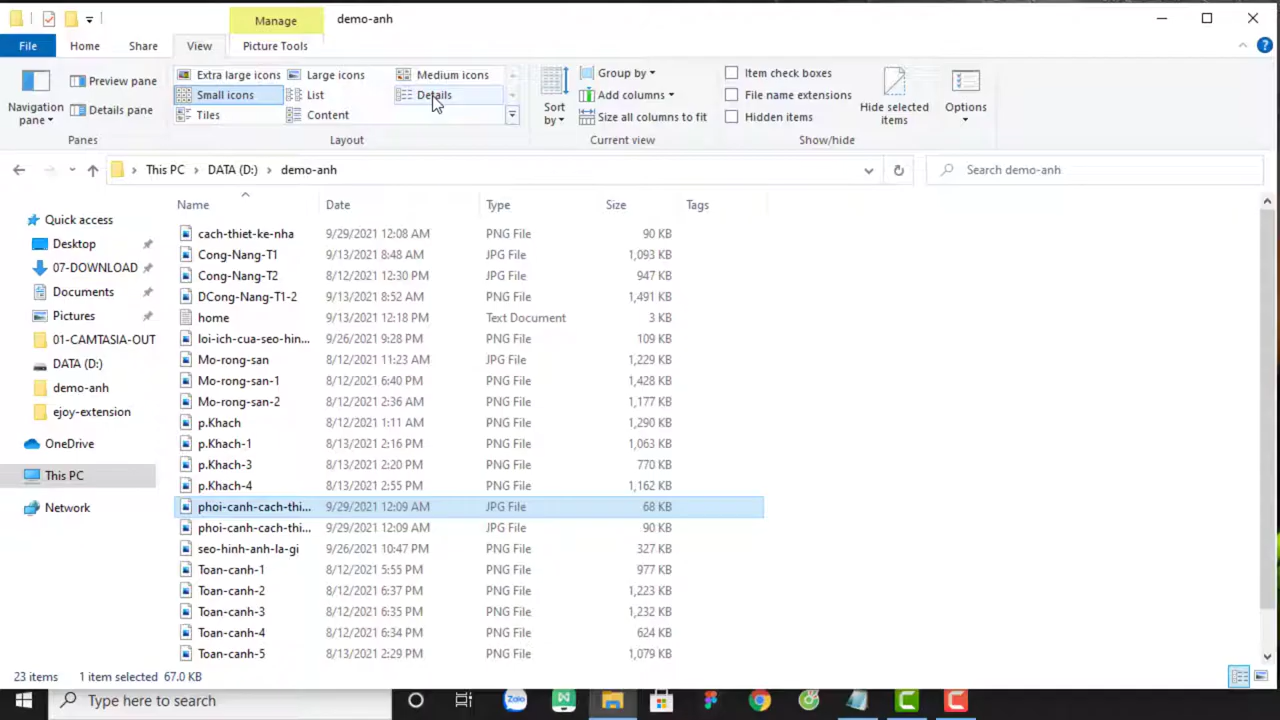 Manage
demo-anh
File
Home
Share
View
Picture Tools
Navigation pane
Preview pane
Details pane
Panes
Extra large icons
Large icons
Medium icons
Small icons
List
Details
Tiles
Content
Layout
Sort by
Group by
Add columns
Size all columns to fit
Current view
Item check boxes
File name extensions
Hidden items
Hide selected items
Show/hide
Options
This PC > DATA (D:) > demo-anh
Search demo-anh
Quick access
Desktop
07-DOWNLOAD
Documents
Pictures
01-CAMTASIA-OUT
DATA (D:)
demo-anh
ejoy-extension
OneDrive
This PC
Network
Name Date Type Size Tags
cach-thiet-ke-nha 9/29/2021 12:08 AM PNG File 90 KB
Cong-Nang-T1 9/13/2021 8:48 AM JPG File 1,093 KB
Cong-Nang-T2 8/12/2021 12:30 PM JPG File 947 KB
DCong-Nang-T1-2 9/13/2021 8:52 AM PNG File 1,491 KB
home 9/13/2021 12:18 PM Text Document 3 KB
loi-ich-cua-seo-hin... 9/26/2021 9:28 PM PNG File 109 KB
Mo-rong-san 8/12/2021 11:23 AM JPG File 1,229 KB
Mo-rong-san-1 8/12/2021 6:40 PM PNG File 1,428 KB
Mo-rong-san-2 8/12/2021 2:36 AM PNG File 1,177 KB
p.Khach 8/12/2021 1:11 AM PNG File 1,290 KB
p.Khach-1 8/13/2021 2:16 PM PNG File 1,063 KB
p.Khach-3 8/13/2021 2:20 PM PNG File 770 KB
p.Khach-4 8/13/2021 2:55 PM PNG File 1,162 KB
phoi-canh-cach-thi... 9/29/2021 12:09 AM JPG File 68 KB
phoi-canh-cach-thi... 9/29/2021 12:09 AM JPG File 90 KB
seo-hinh-anh-la-gi 9/26/2021 10:47 PM PNG File 327 KB
Toan-canh-1 8/12/2021 5:55 PM PNG File 977 KB
Toan-canh-2 8/12/2021 6:37 PM PNG File 1,223 KB
Toan-canh-3 8/12/2021 6:35 PM PNG File 1,232 KB
Toan-canh-4 8/12/2021 6:34 PM PNG File 624 KB
Toan-canh-5 8/13/2021 2:29 PM PNG File 1,079 KB
23 items 1 item selected 67.0 KB
Type here to search
Zalo